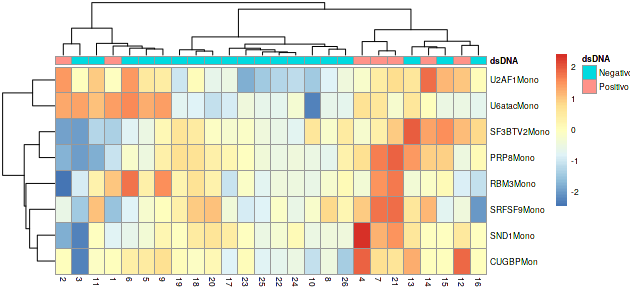 dsDNA
U2AF1Mono
U6atacMono
SF3BTV2Mono
PRP8Mono
RBM3Mono
SRFSF9Mono
SND1Mono
CUGBPMon
2 3 11 1 6 5 9 19 18 20 17 23 25 22 24 10 8 26 4 7 21 13 14 15 12 16
2
1
0
-1
-2
dsDNA
Negativo
Positivo